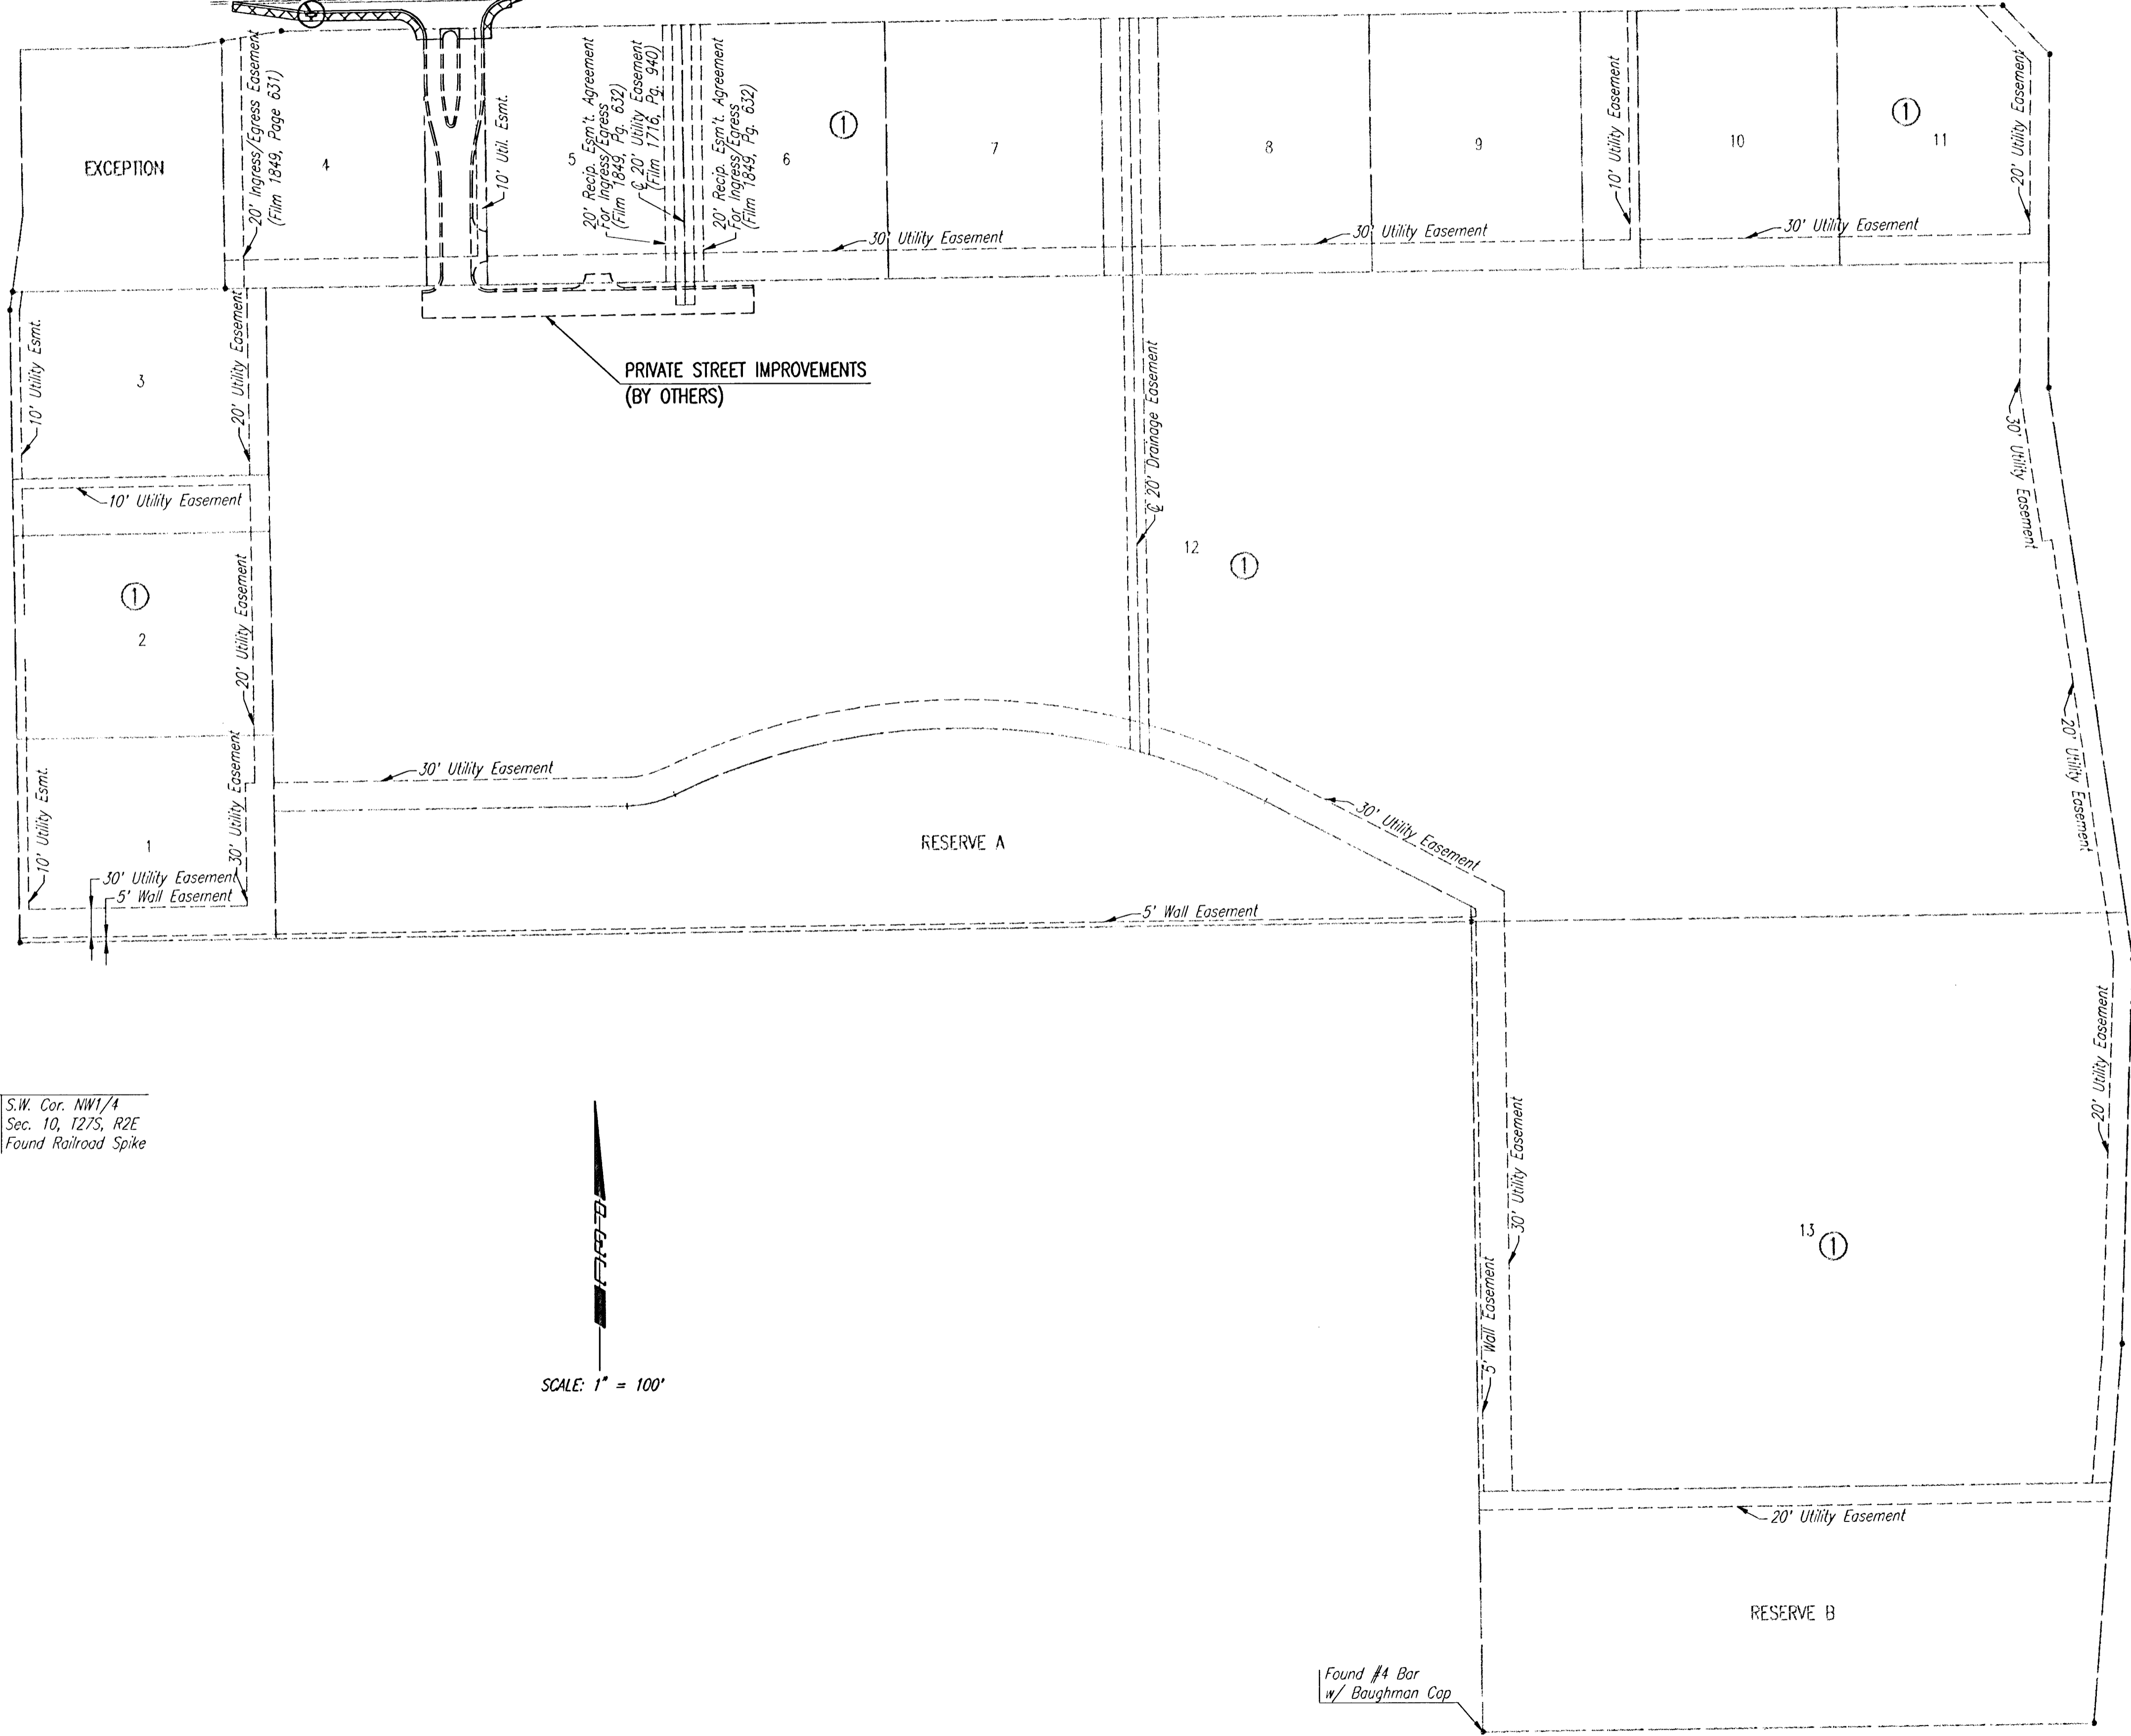 EXCEPTION
20' Ingress/Egress Easement
(Film 1849, Page 631)
4
10' Util. Esmt.
5
20' Recip. Esm't. Agreement
For Ingress/Egress
(Film 1849, Pg. 632)
℄ 20' Utility Easement
(Film 1716, Pg. 940)
20' Recip. Esm't. Agreement
For Ingress/Egress
(Film 1849, Pg. 632)
6
1
7
30' Utility Easement
8
30' Utility Easement
9
10' Utility Easement
10
30' Utility Easement
1
11
20' Utility Easement
10' Utility Esmt.
3
20' Utility Easement
PRIVATE STREET IMPROVEMENTS
(BY OTHERS)
℄ 20' Drainage Easement
30' Utility Easement
10' Utility Easement
12
1
1
2
20' Utility Easement
20' Utility Easement
30' Utility Easement
30' Utility Easement
10' Utility Esmt.
1
30' Utility Easement
5' Wall Easement
30' Utility Easement
RESERVE A
5' Wall Easement
20' Utility Easement
S.W. Cor. NW1/4
Sec. 10, T27S, R2E
Found Railroad Spike
30' Utility Easement
13
1
5' Wall Easement
SCALE: 1" = 100'
20' Utility Easement
RESERVE B
Found #4 Bar
w/ Baughman Cap